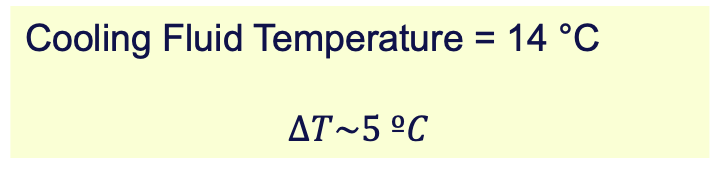 Cooling Fluid Temperature = 14 °C
ΔT~5 ºC